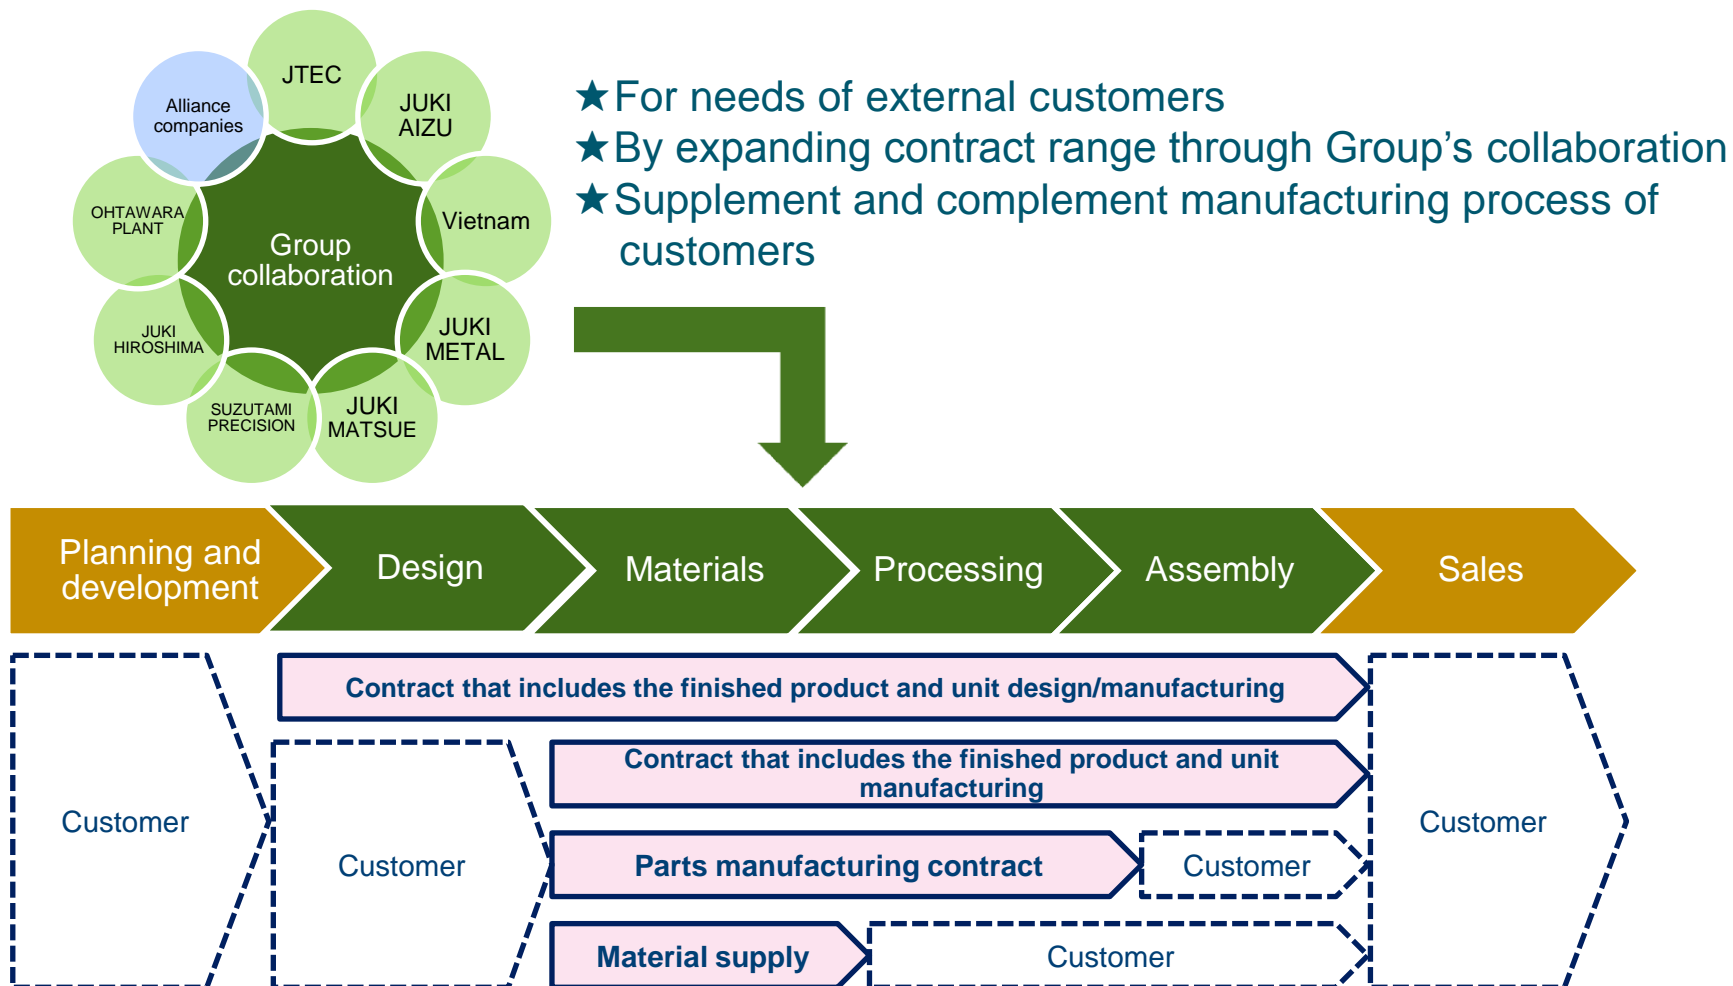 JTEC
Alliance
companies
JUKI
AIZU
OHTAWARA
PLANT
Vietnam
Group
collaboration
JUKI
HIROSHIMA
JUKI
METAL
SUZUTAMI
PRECISION
JUKI
MATSUE
★For needs of external customers
★By expanding contract range through Group's collaboration
★Supplement and complement manufacturing process of
customers
Planning and
development
Design
Materials
Processing
Assembly
Sales
Contract that includes the finished product and unit design/manufacturing
Contract that includes the finished product and unit
manufacturing
Customer
Customer
Parts manufacturing contract
Customer
Customer
Material supply
Customer